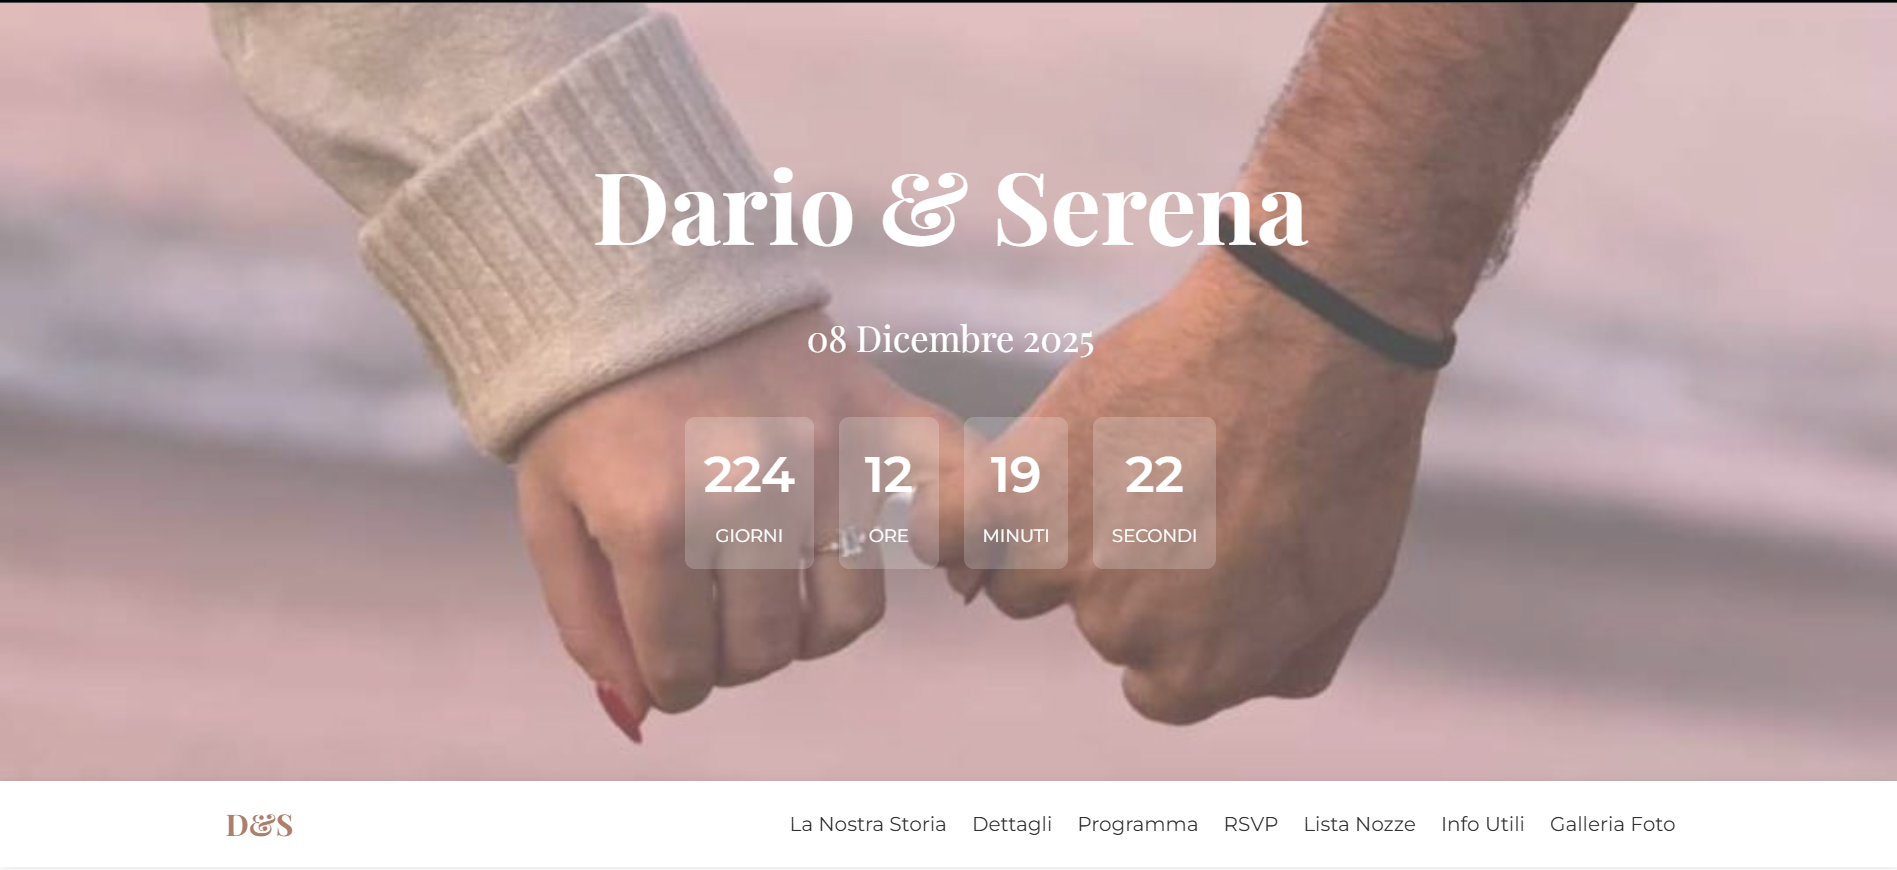 Dario & Serena
08 Dicembre 2025
224 12 19 22
GIORNI ORE MINUTI SECONDI
D&S La Nostra Storia Dettagli Programma RSVP Lista Nozze Info Utili Galleria Foto